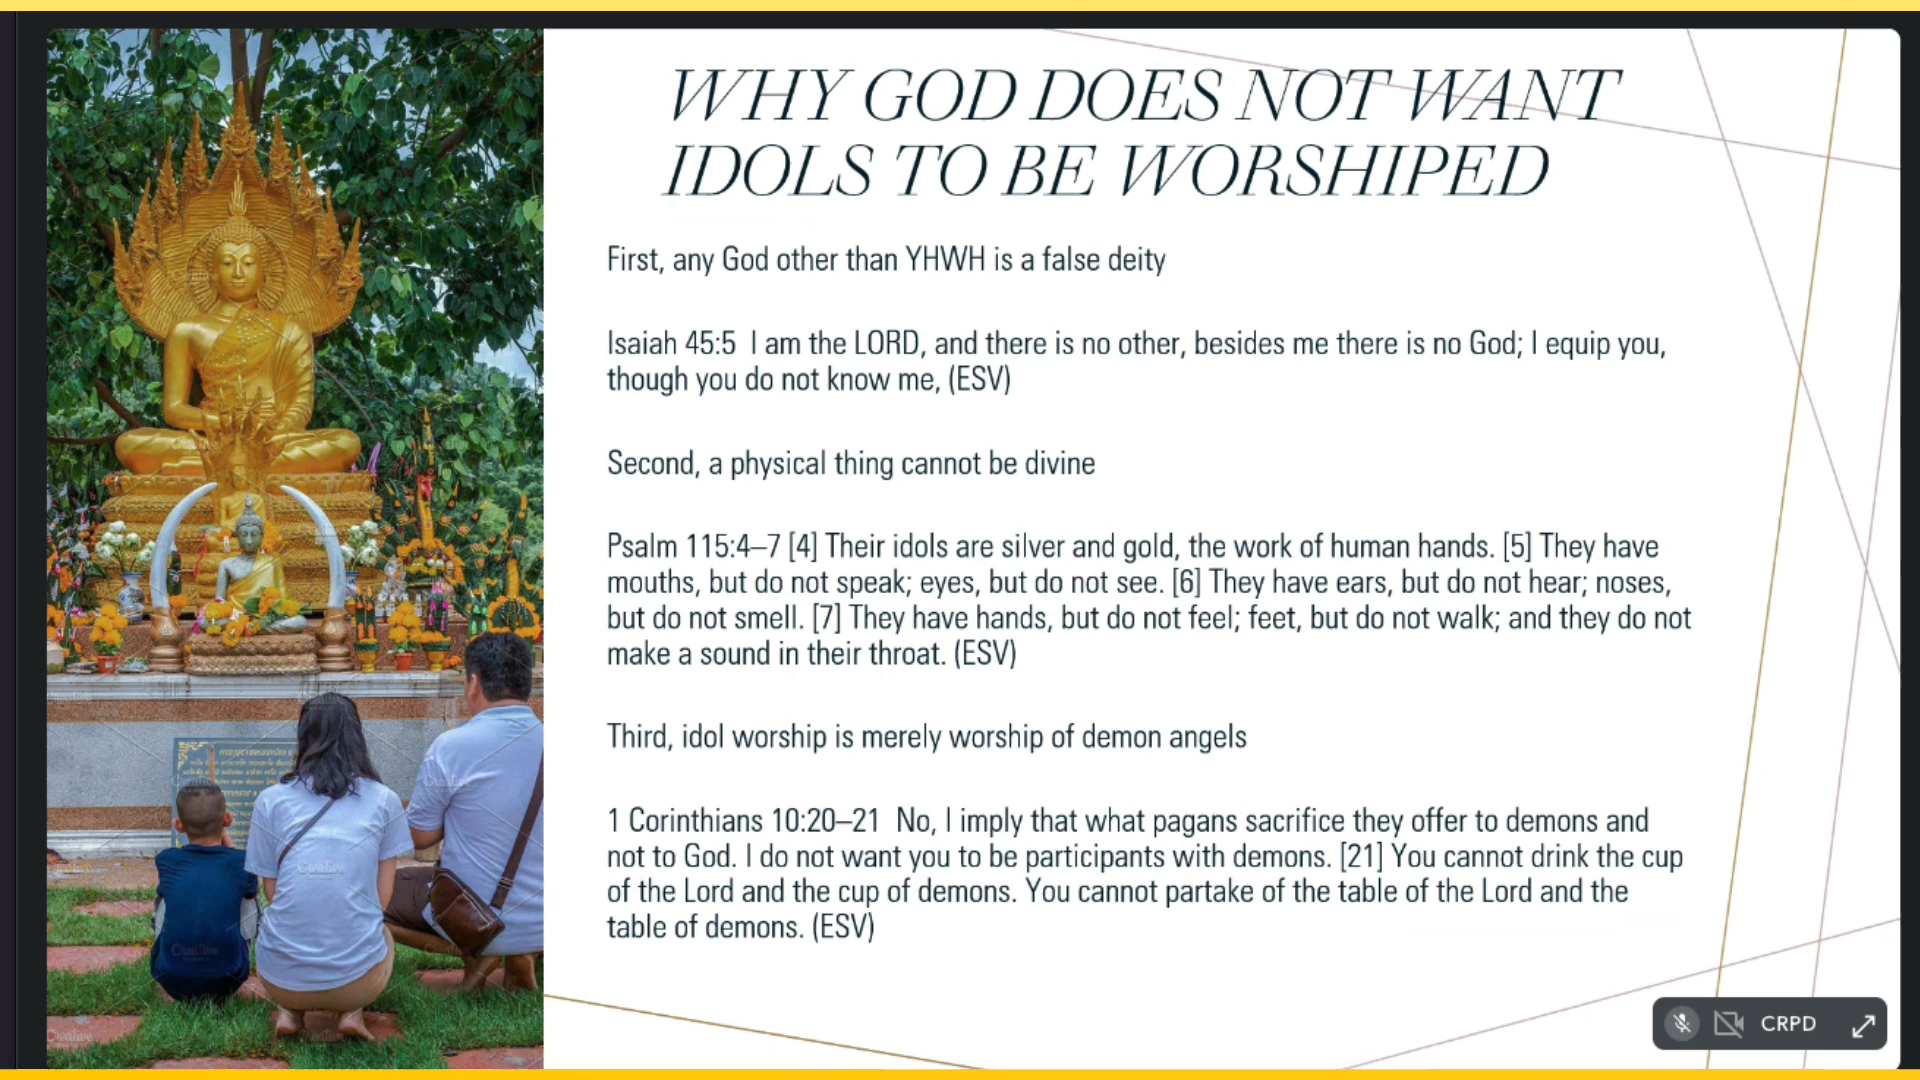 WHY GOD DOES NOT WANT
IDOLS TO BE WORSHIPED
First, any God other than YHWH is a false deity
Isaiah 45:5  I am the LORD, and there is no other, besides me there is no God; I equip you,
though you do not know me, (ESV)
Second, a physical thing cannot be divine
Psalm 115:4–7 [4] Their idols are silver and gold, the work of human hands. [5] They have
mouths, but do not speak; eyes, but do not see. [6] They have ears, but do not hear; noses,
but do not smell. [7] They have hands, but do not feel; feet, but do not walk; and they do not
make a sound in their throat. (ESV)
Third, idol worship is merely worship of demon angels
1 Corinthians 10:20–21  No, I imply that what pagans sacrifice they offer to demons and
not to God. I do not want you to be participants with demons. [21] You cannot drink the cup
of the Lord and the cup of demons. You cannot partake of the table of the Lord and the
table of demons. (ESV)
CRPD